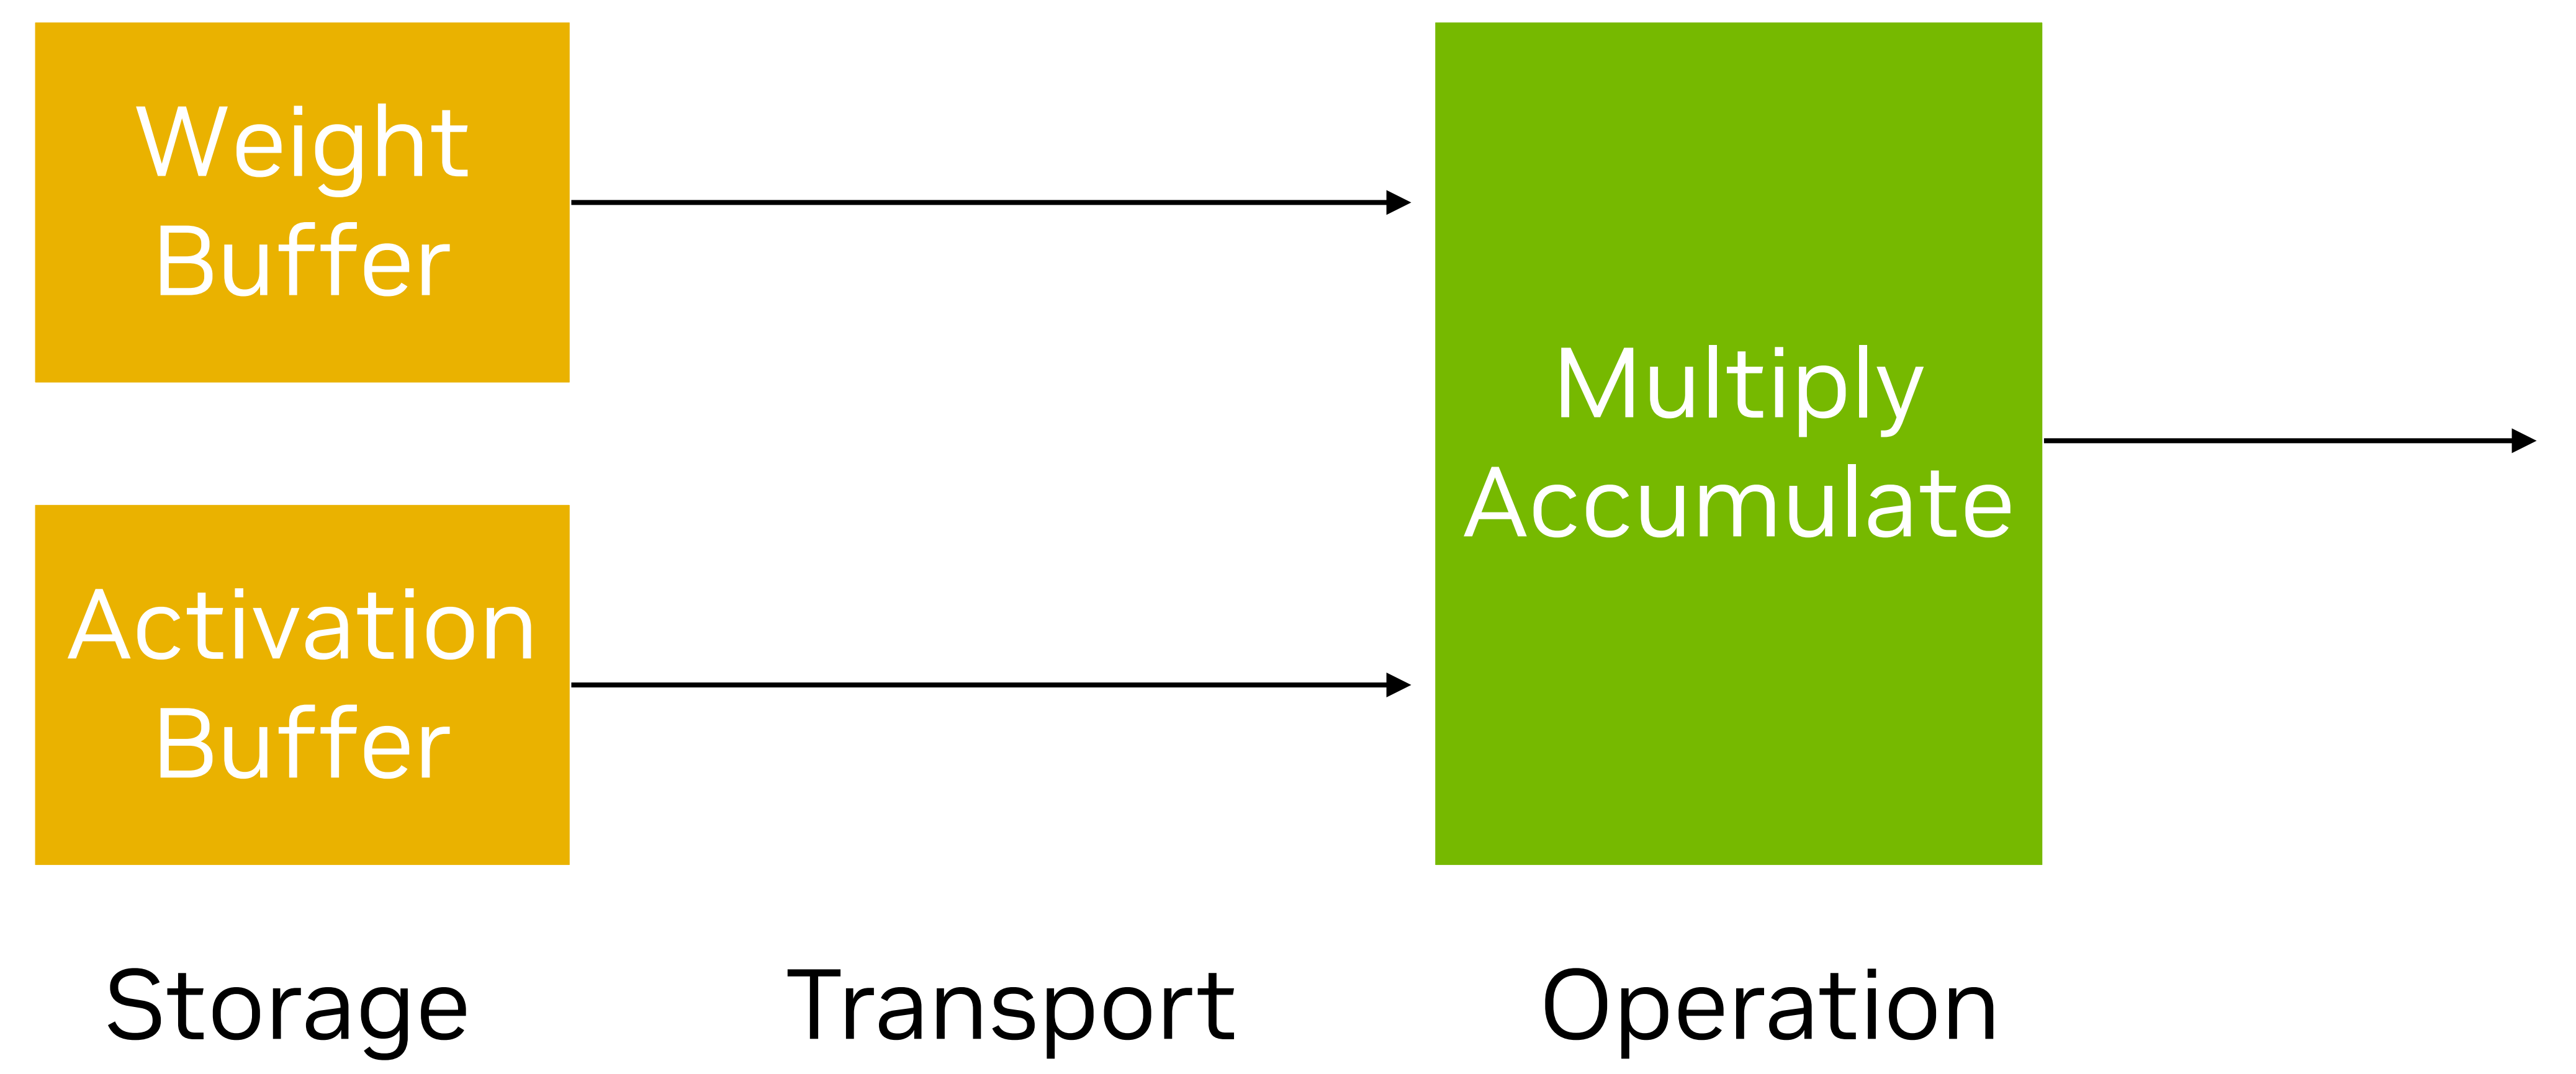 Weight
Buffer
Multiply
Accumulate
Activation
Buffer
Storage
Transport
Operation